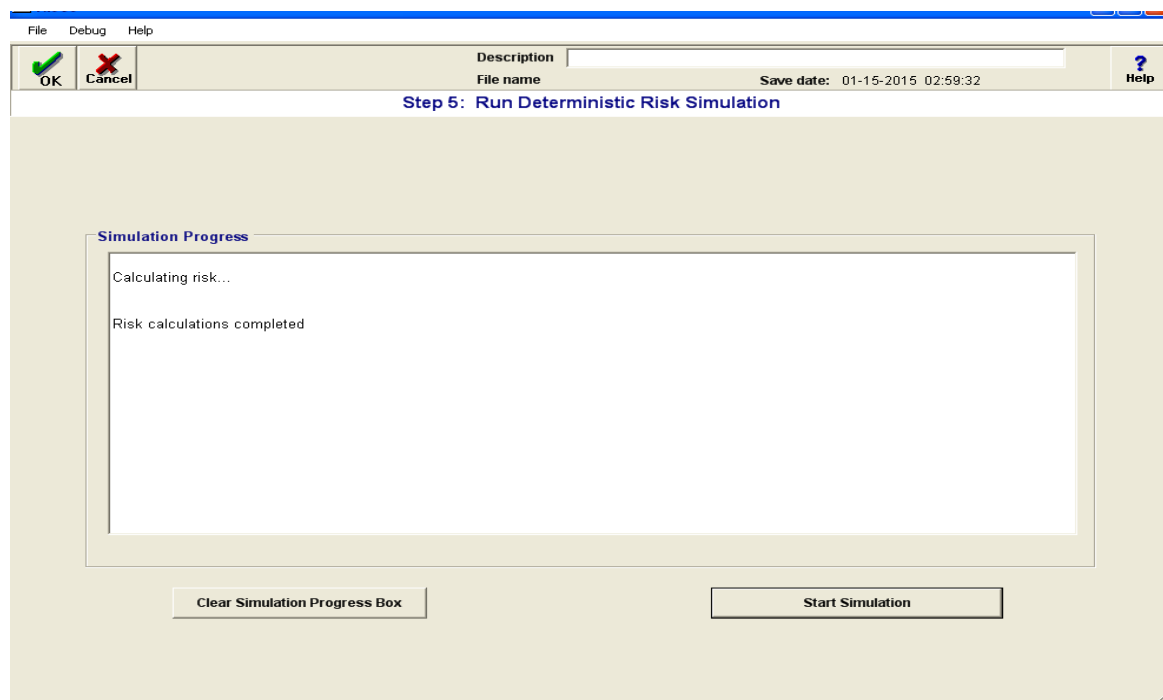 File Debug Help
OK Cancel Description
File name Save date: 01-15-2015 02:59:32 ? Help
Step 5: Run Deterministic Risk Simulation
Simulation Progress
Calculating risk...
Risk calculations completed
Clear Simulation Progress Box Start Simulation